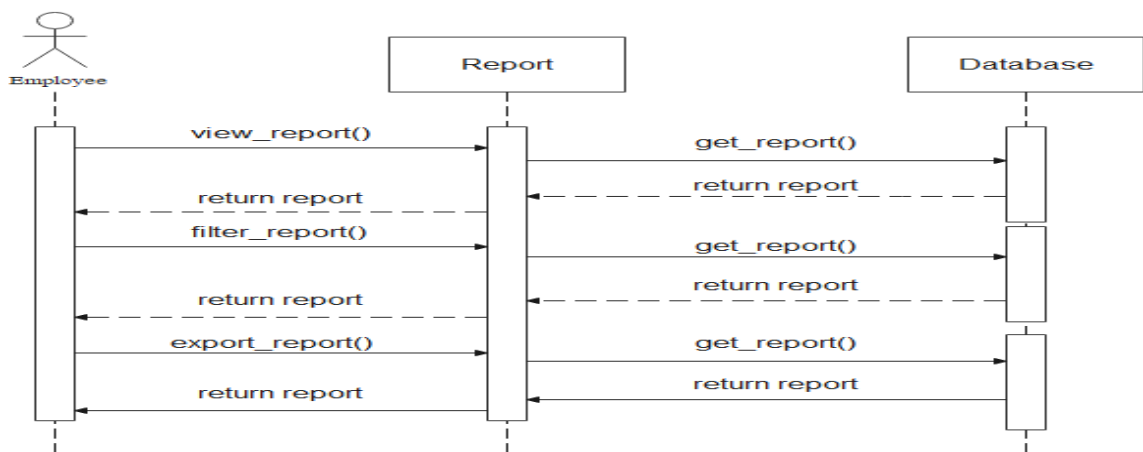 Employee
Report
Database
view_report()
get_report()
return report
return report
filter_report()
get_report()
return report
return report
export_report()
get_report()
return report
return report